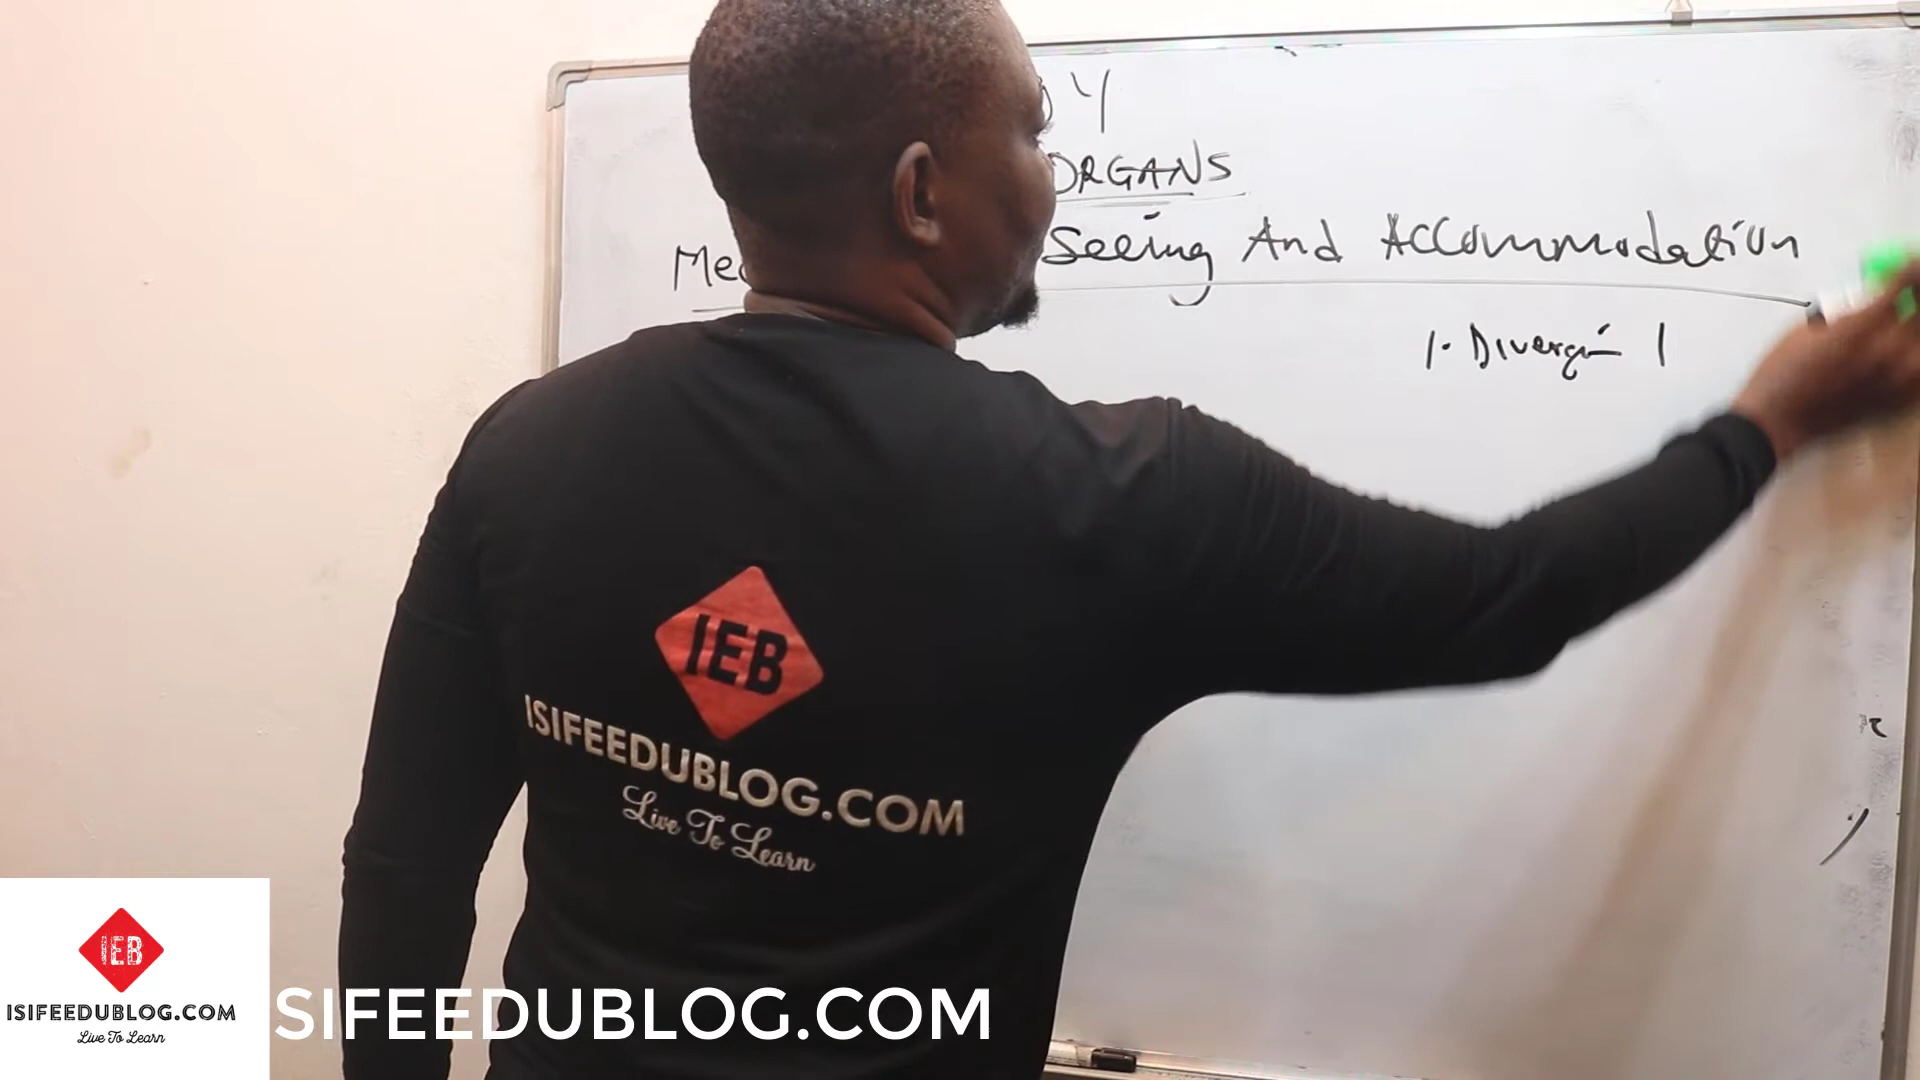 ORGANS
Seeing And Accommodation
1. Divergin 1
IEB
ISIFEEDUBLOG.COM
Live To Learn
IEB
ISIFEEDUBLOG.COM
Live To Learn
SIFEEDUBLOG.COM